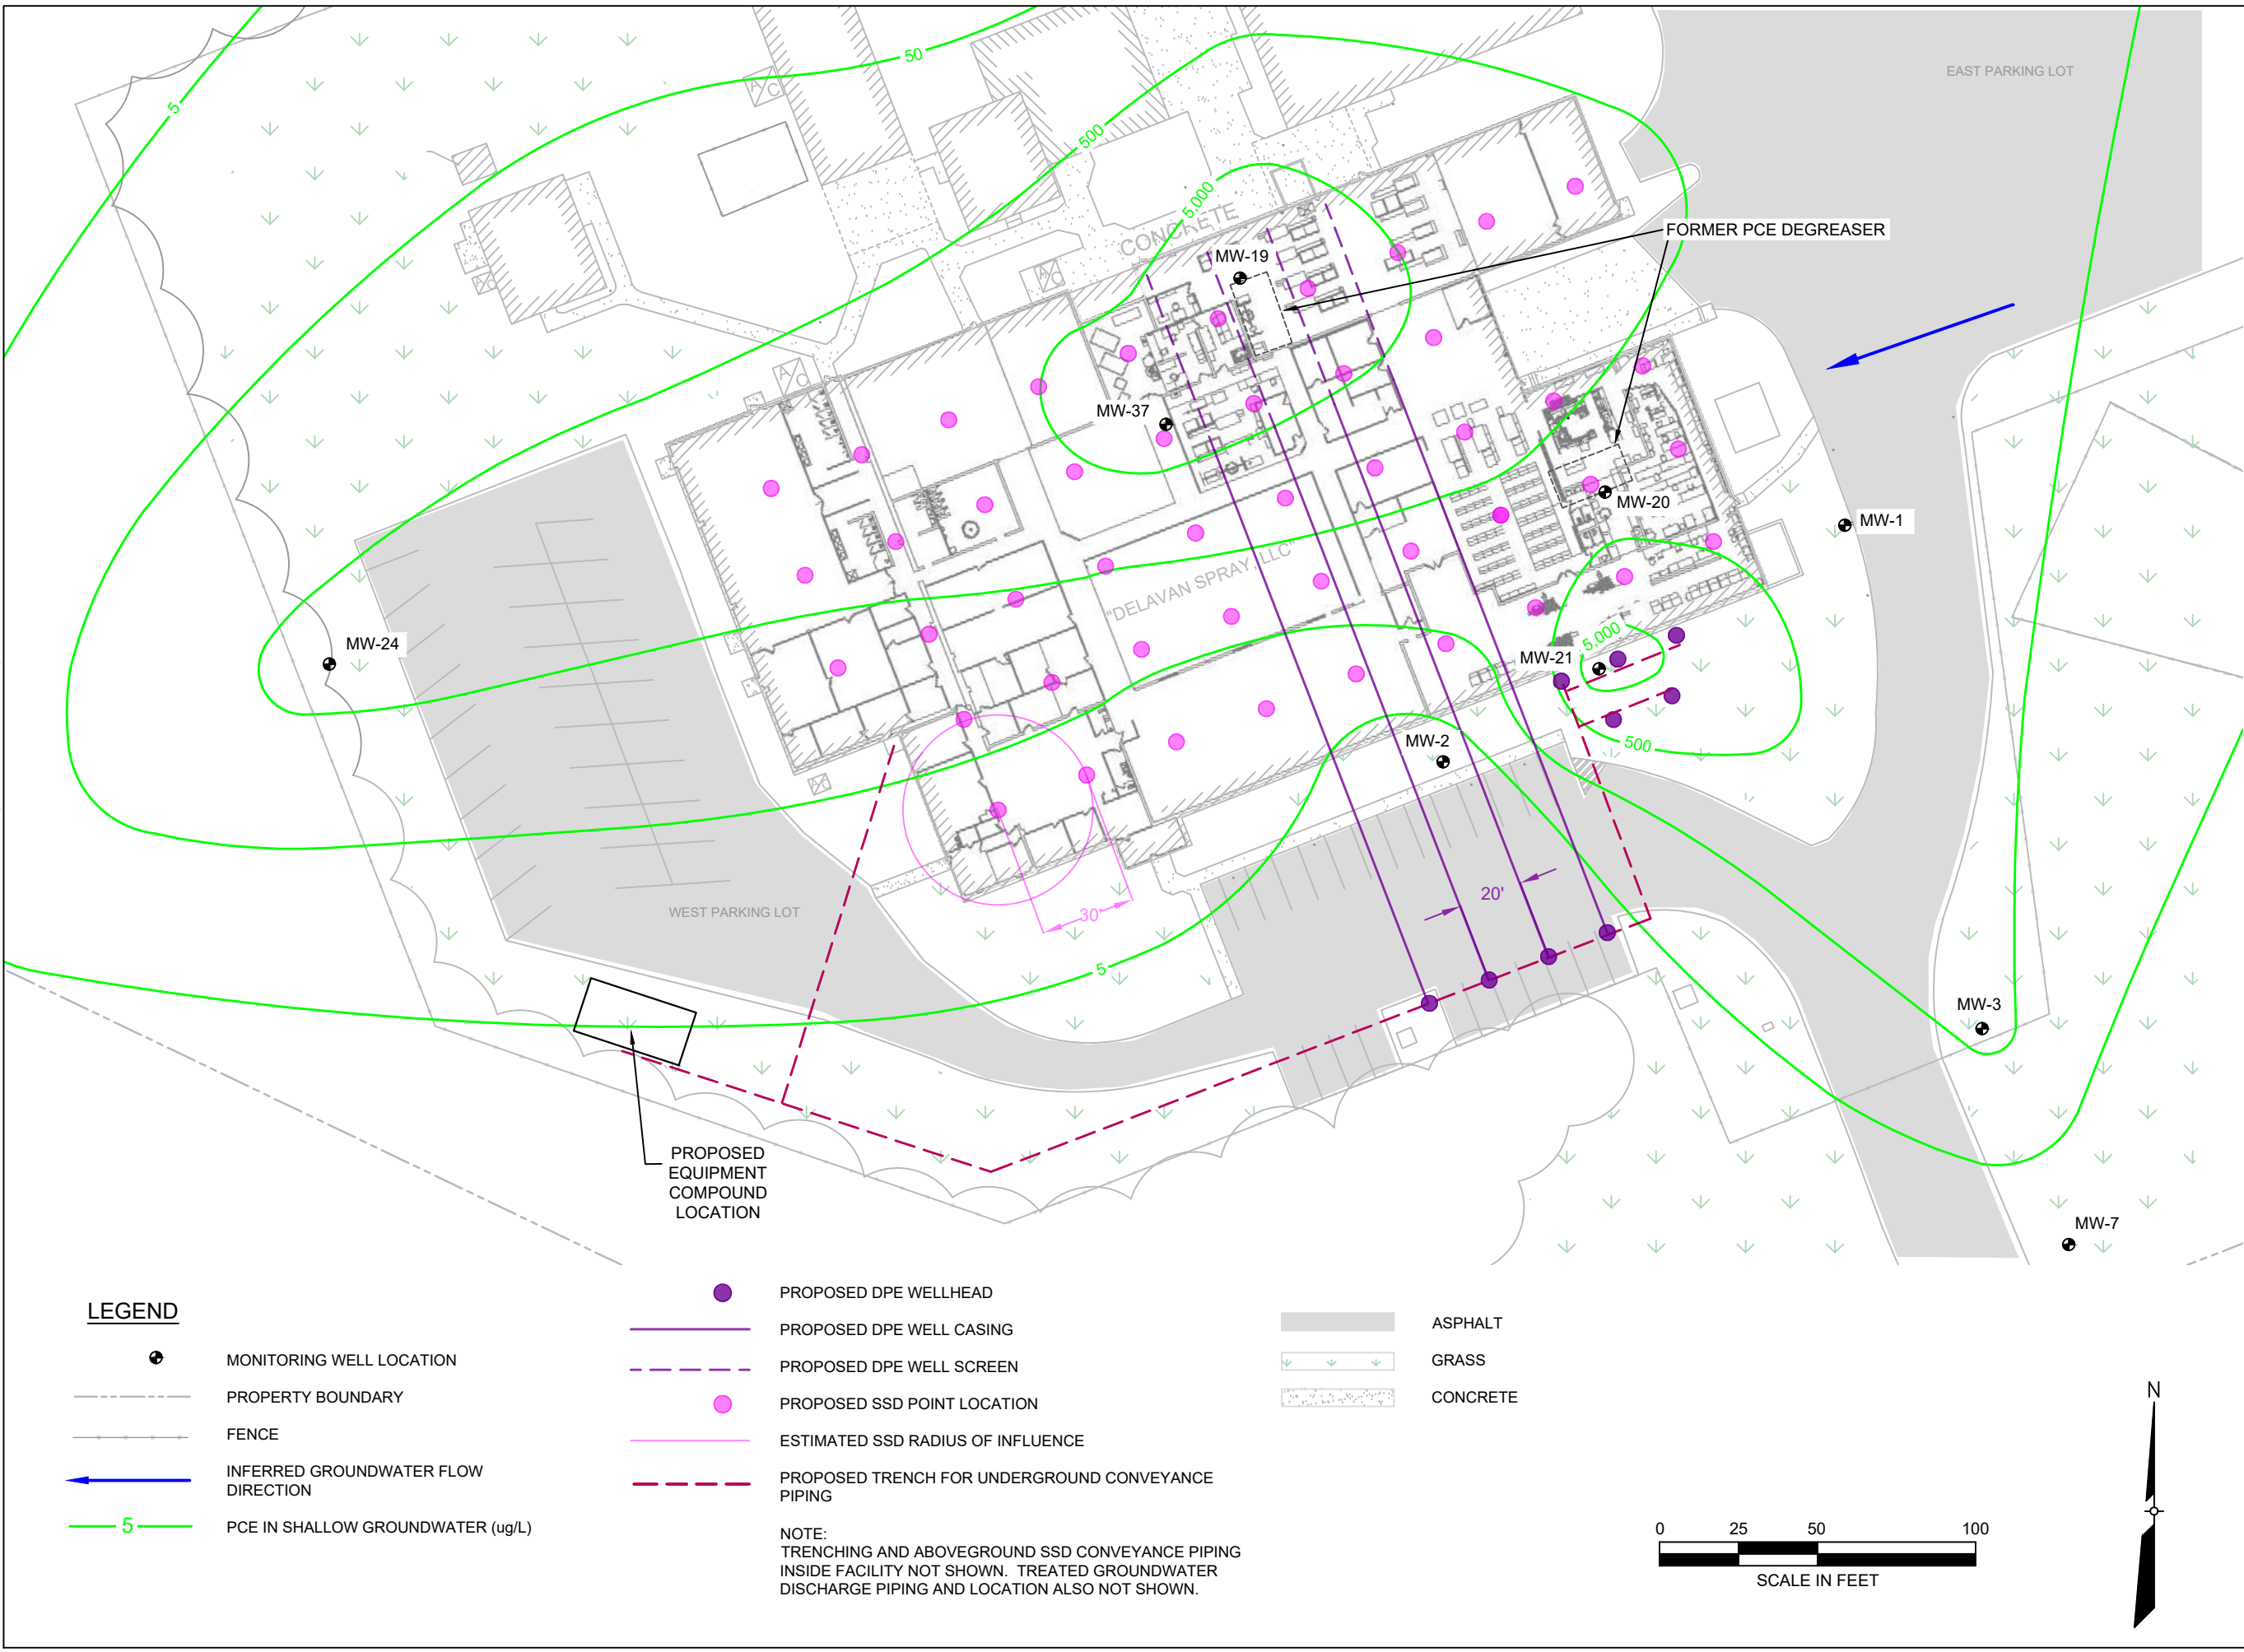 50
EAST PARKING LOT
5
500
5,000
CONCRETE
FORMER PCE DEGREASER
MW-19
A/C
A/C
A/C
A/C
A/C
MW-37
MW-20
MW-1
"DELAVAN SPRAY, LLC"
MW-24
5,000
MW-21
MW-2
500
20'
WEST PARKING LOT
30'
5
MW-3
PROPOSED
EQUIPMENT
COMPOUND
LOCATION
MW-7
LEGEND
MONITORING WELL LOCATION
PROPERTY BOUNDARY
FENCE
INFERRED GROUNDWATER FLOW
DIRECTION
5
PCE IN SHALLOW GROUNDWATER (ug/L)
PROPOSED DPE WELLHEAD
PROPOSED DPE WELL CASING
PROPOSED DPE WELL SCREEN
PROPOSED SSD POINT LOCATION
ESTIMATED SSD RADIUS OF INFLUENCE
PROPOSED TRENCH FOR UNDERGROUND CONVEYANCE
PIPING
NOTE:
TRENCHING AND ABOVEGROUND SSD CONVEYANCE PIPING
INSIDE FACILITY NOT SHOWN. TREATED GROUNDWATER
DISCHARGE PIPING AND LOCATION ALSO NOT SHOWN.
ASPHALT
GRASS
CONCRETE
0 25 50 100
SCALE IN FEET
N